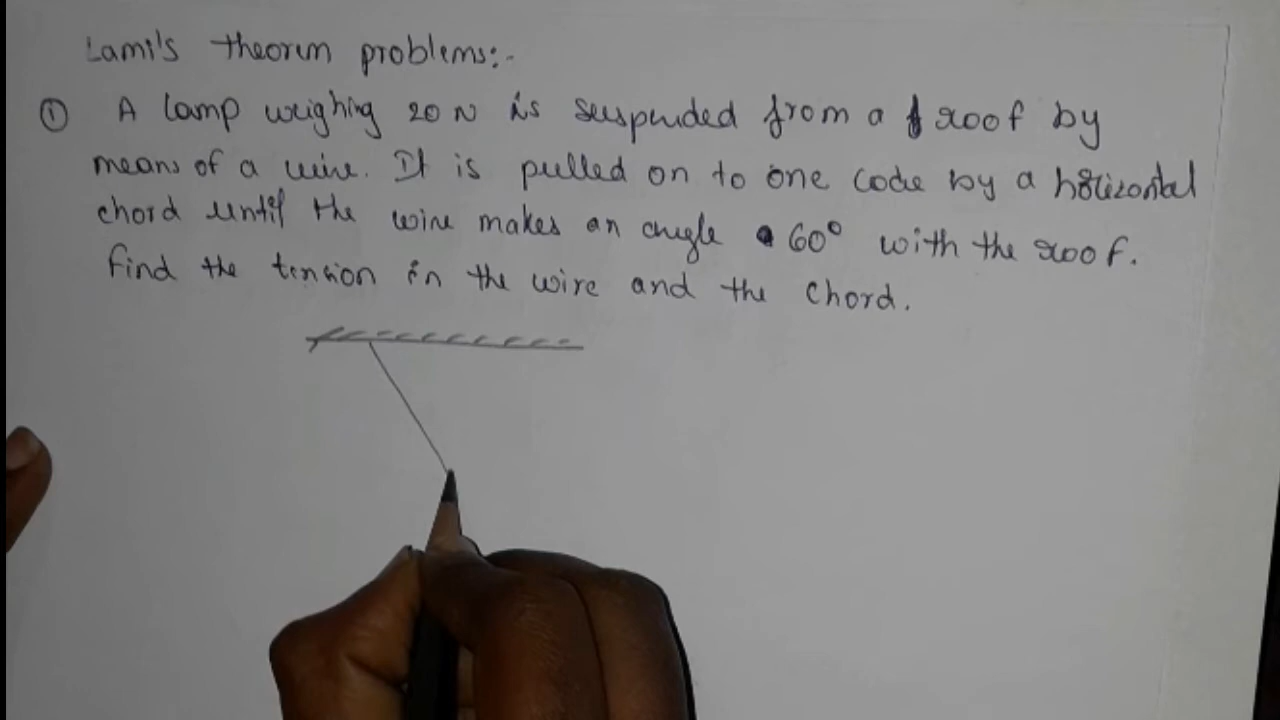 Lami's theorem problems:-
① A lamp weighing 20 N is suspended from a roof by
means of a wire. It is pulled on to one code by a horizontal
chord until the wire makes an angle 60° with the roof.
Find the tension in the wire and the chord.